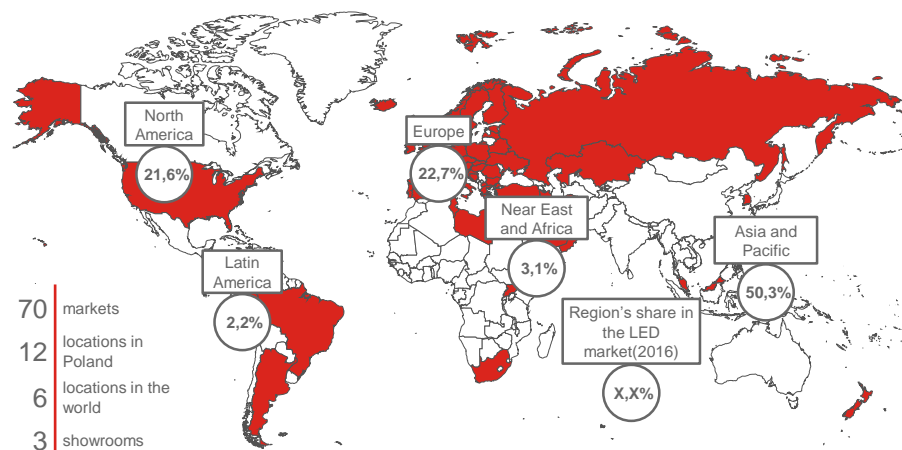 North
America
21,6%
Europe
22,7%
Near East
and Africa
3,1%
Asia and
Pacific
50,3%
Latin
America
2,2%
Region's share in
the LED
market(2016)
X,X%
70 markets
12 locations in
Poland
6 locations in the
world
3 showrooms